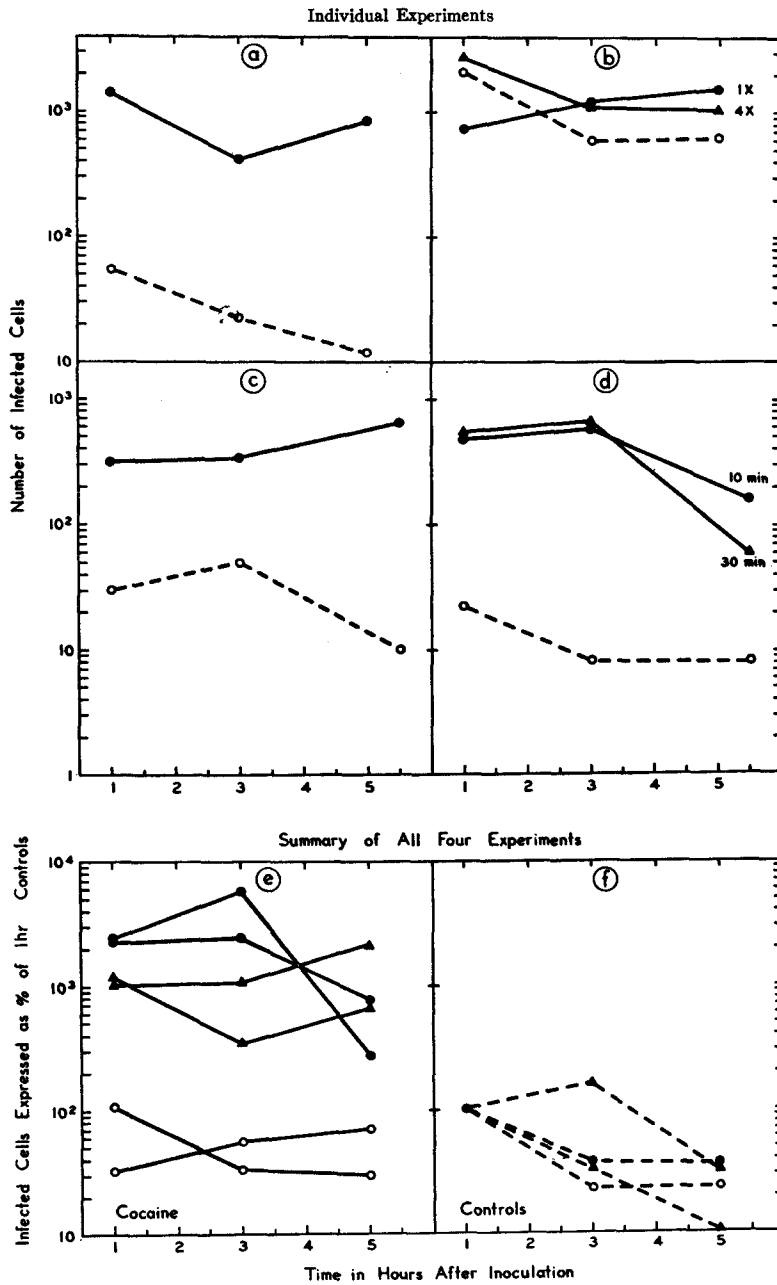 Individual Experiments
a
b
10³
10²
10
1X
4X
Number of Infected Cells
c
d
10³
10²
10
1
10 min
30 min
1 2 3 4 5
1 2 3 4 5
Summary of All Four Experiments
e
f
10⁴
10³
10²
10
Infected Cells Expressed as % of 1hr Controls
Cocaine
Controls
1 2 3 4 5
1 2 3 4 5
Time in Hours After Inoculation